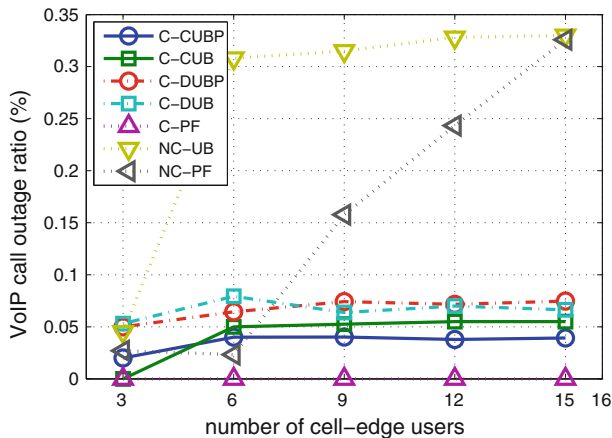 0.35
0.3
0.25
0.2
0.15
0.1
0.05
0
VoIP call outage ratio (%)
C−CUBP
C−CUB
C−DUBP
C−DUB
C−PF
NC−UB
NC−PF
3 6 9 12 15 16
number of cell−edge users